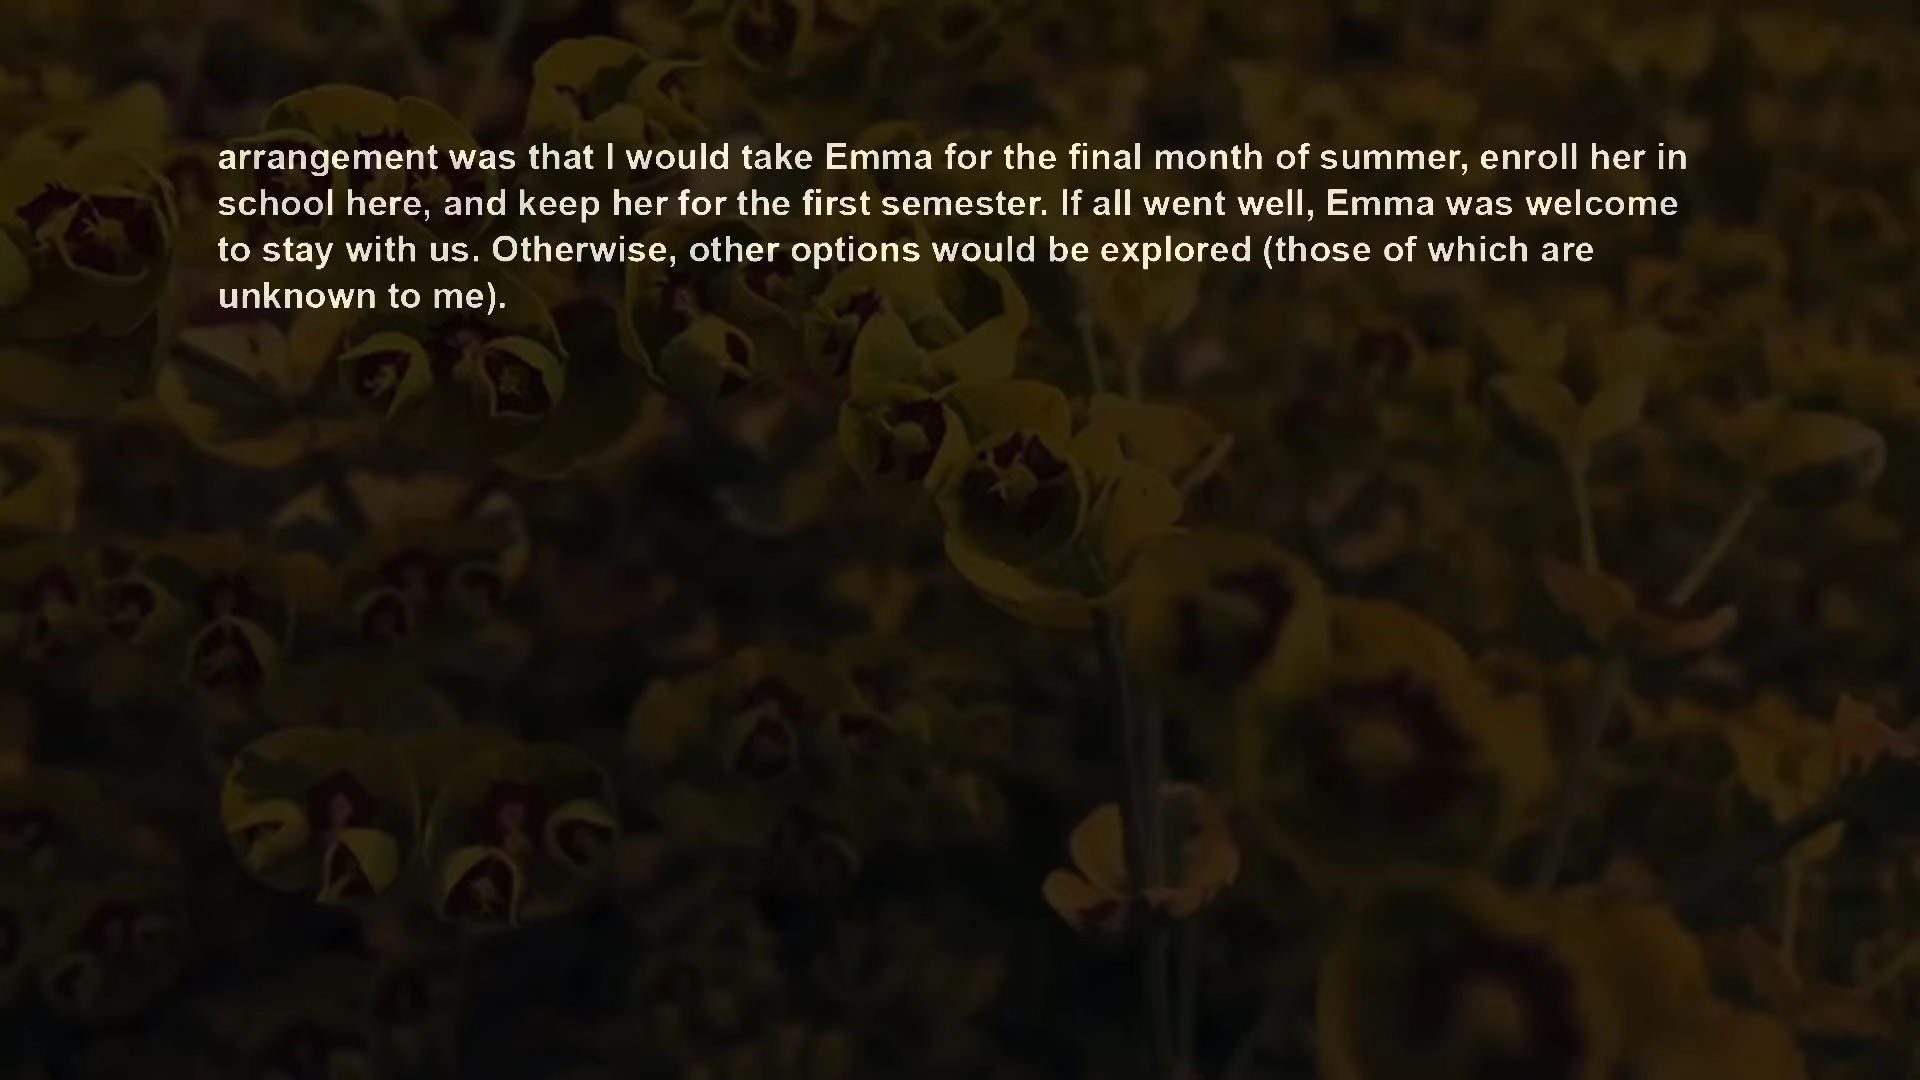 arrangement was that I would take Emma for the final month of summer, enroll her in
school here, and keep her for the first semester. If all went well, Emma was welcome
to stay with us. Otherwise, other options would be explored (those of which are
unknown to me).